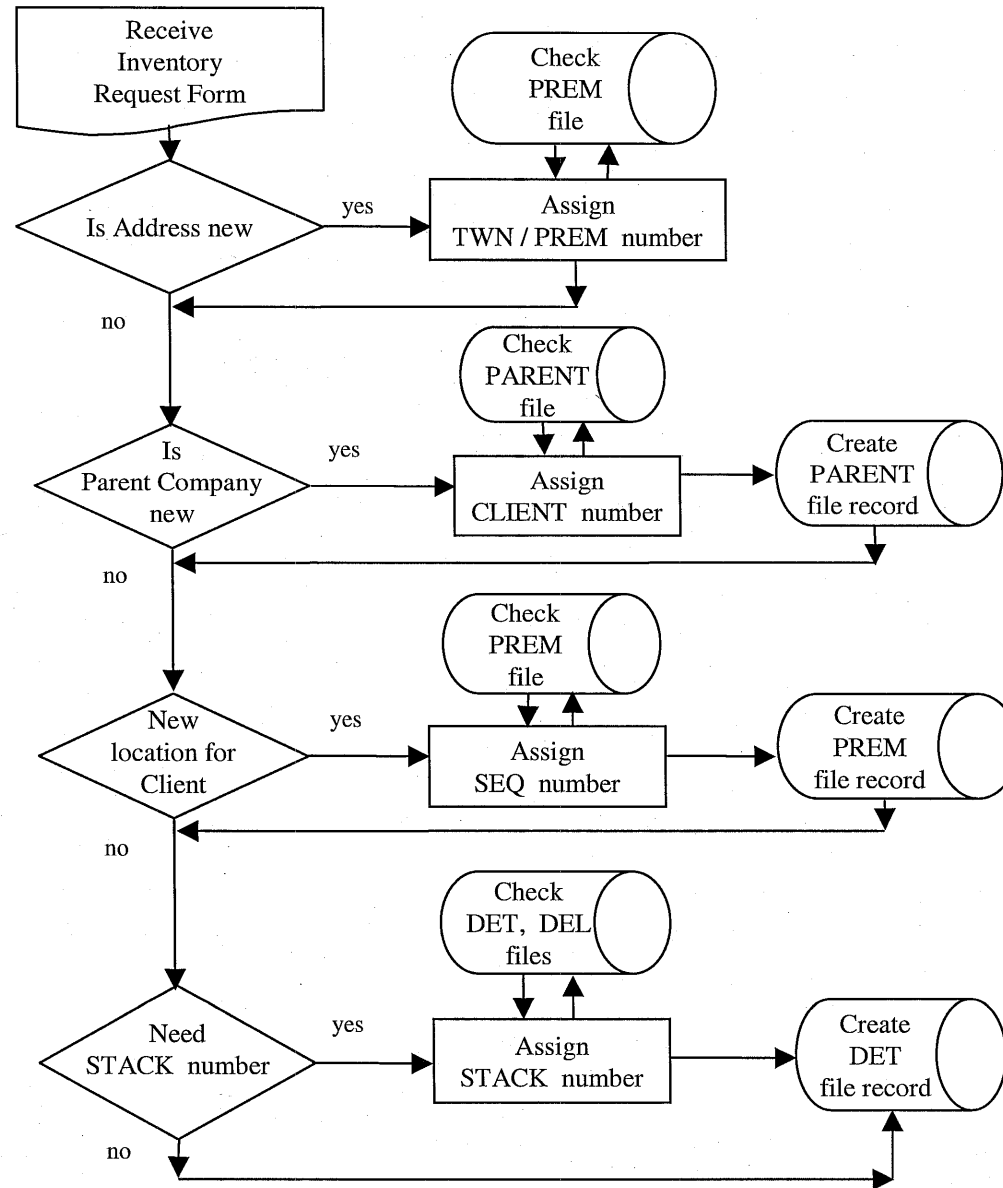 Receive
Inventory
Request Form
Check
PREM
file
Is Address new
yes
Assign
TWN / PREM number
no
Check
PARENT
file
Is
Parent Company
new
yes
Assign
CLIENT number
Create
PARENT
file record
no
Check
PREM
file
New
location for
Client
yes
Assign
SEQ number
Create
PREM
file record
no
Check
DET, DEL
files
Need
STACK number
yes
Assign
STACK number
Create
DET
file record
no